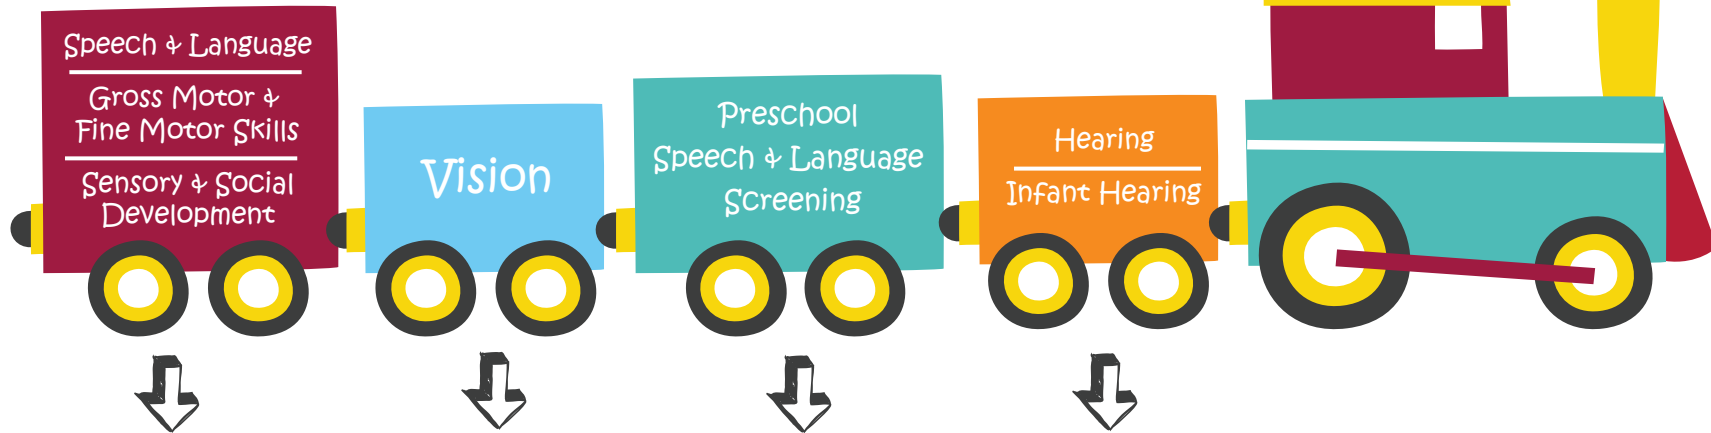 Speech & Language
Gross Motor &
Fine Motor Skills
Sensory & Social
Development
Vision
Preschool
Speech & Language
Screening
Hearing
Infant Hearing